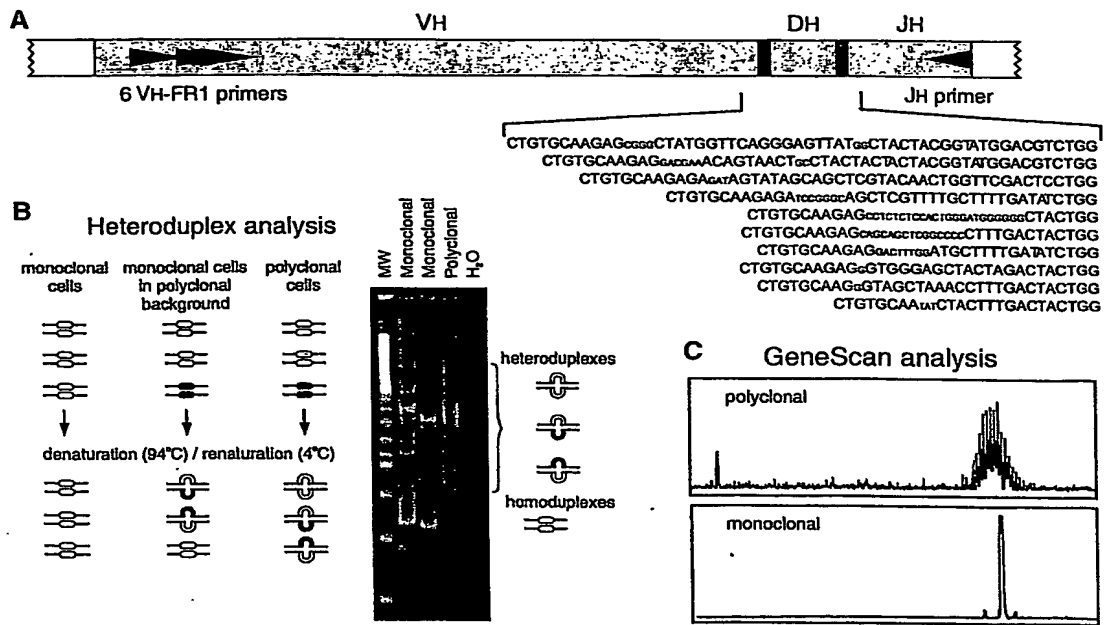 A
VH
DH
JH
6 VH-FR1 primers
JH primer
CTGTGCAAGAGCGGGCTATGGTTCAGGGAGTTATGGCTACTACGGTATGGACGTCTGG
CTGTGCAAGAGGACGAAACAGTAACTGCCTACTACTACTACGGTATGGACGTCTGG
CTGTGCAAGAGAGATAGTATAGCAGCTCGTACAACTGGTTCGACTCCTGG
CTGTGCAAGAGATCCGGGCAGCTCGTTTTGCTTTTGATATCTGG
CTGTGCAAGAGCCTCTCTCCACTGGGATGGGGGGCTACTGG
CTGTGCAAGAGCAGCAGCTCGGCCCCCTTTGACTACTGG
CTGTGCAAGAGGACTTTGGATGCTTTTGATATCTGG
CTGTGCAAGAGGGTGGGAGCTACTAGACTACTGG
CTGTGCAAGGGTAGCTAAACCTTTGACTACTGG
CTGTGCAATATCTACTTTGACTACTGG
B
Heteroduplex analysis
monoclonal
cells
monoclonal cells
in polyclonal
background
polyclonal
cells
denaturation (94°C) / renaturation (4°C)
MW
Monoclonal
Monoclonal
Polyclonal
H₂O
heteroduplexes
homoduplexes
C
GeneScan analysis
polyclonal
monoclonal